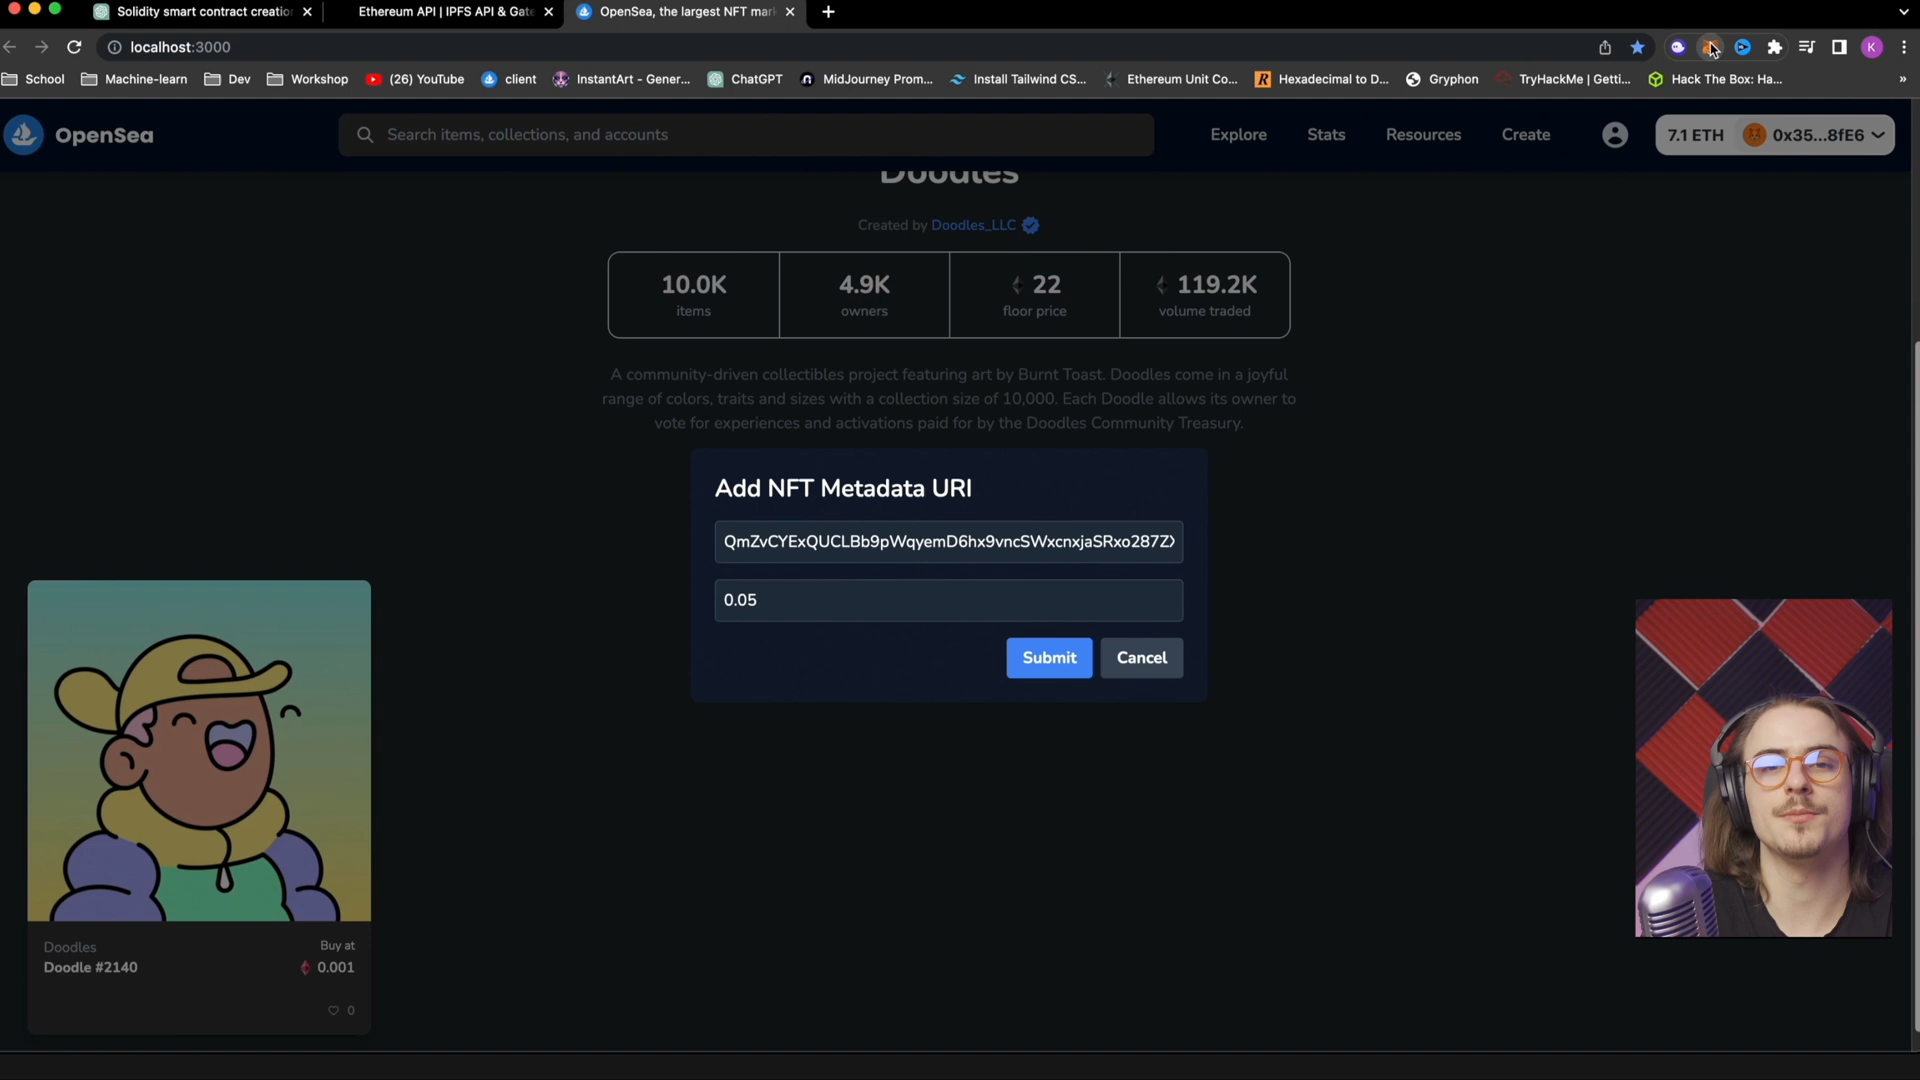 Solidity smart contract creation
Ethereum API | IPFS API & Gate
OpenSea, the largest NFT mar
localhost:3000
K
School
Machine-learn
Dev
Workshop
(26) YouTube
client
InstantArt - Gener...
ChatGPT
MidJourney Prom...
Install Tailwind CS...
Ethereum Unit Co...
Hexadecimal to D...
Gryphon
TryHackMe | Getti...
Hack The Box: Ha...
»
OpenSea
Search items, collections, and accounts
Explore
Stats
Resources
Create
7.1 ETH
0x35...8fE6
Doodles
Created by Doodles_LLC
10.0K
items
4.9K
owners
22
floor price
119.2K
volume traded
A community-driven collectibles project featuring art by Burnt Toast. Doodles come in a joyful
range of colors, traits and sizes with a collection size of 10,000. Each Doodle allows its owner to
vote for experiences and activations paid for by the Doodles Community Treasury.
Add NFT Metadata URI
QmZvCYExQUCLBb9pWqyemD6hx9vncSWxcnxjaSRxo287ZX
0.05
Submit
Cancel
Doodles
Buy at
Doodle #2140
0.001
0